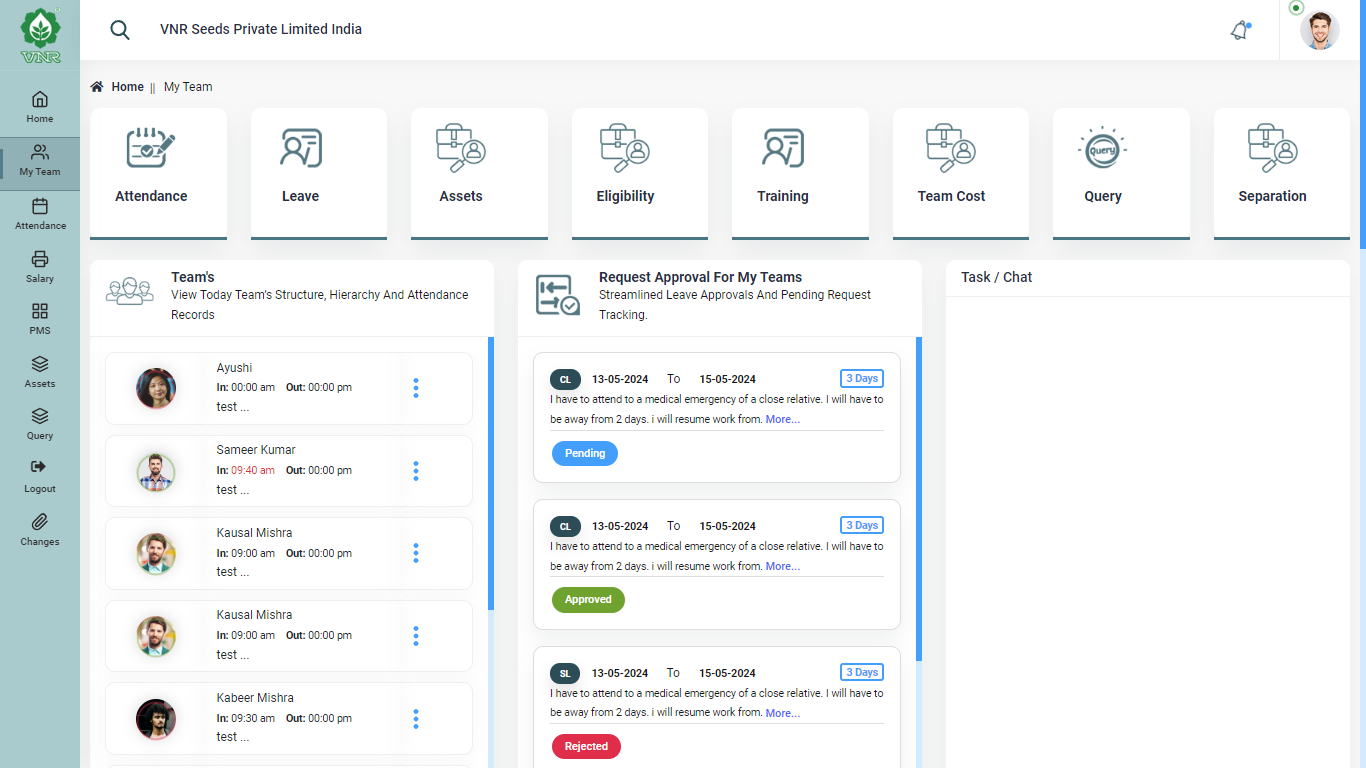 VNR
VNR Seeds Private Limited India
Home || My Team
Home
My Team
Attendance
Salary
PMS
Assets
Query
Logout
Changes
Attendance
Leave
Assets
Eligibility
Training
Team Cost
Query
Query
Separation
Team's
View Today Team's Structure, Hierarchy And Attendance
Records
Ayushi
In: 00:00 am Out: 00:00 pm
test ...
Sameer Kumar
In: 09:40 am Out: 00:00 pm
test ...
Kausal Mishra
In: 09:00 am Out: 00:00 pm
test ...
Kausal Mishra
In: 09:00 am Out: 00:00 pm
test ...
Kabeer Mishra
In: 09:30 am Out: 00:00 pm
test ...
Request Approval For My Teams
Streamlined Leave Approvals And Pending Request
Tracking.
CL 13-05-2024 To 15-05-2024 3 Days
I have to attend to a medical emergency of a close relative. I will have to
be away from 2 days. i will resume work from. More...
Pending
CL 13-05-2024 To 15-05-2024 3 Days
I have to attend to a medical emergency of a close relative. I will have to
be away from 2 days. i will resume work from. More...
Approved
SL 13-05-2024 To 15-05-2024 3 Days
I have to attend to a medical emergency of a close relative. I will have to
be away from 2 days. i will resume work from. More...
Rejected
Task / Chat